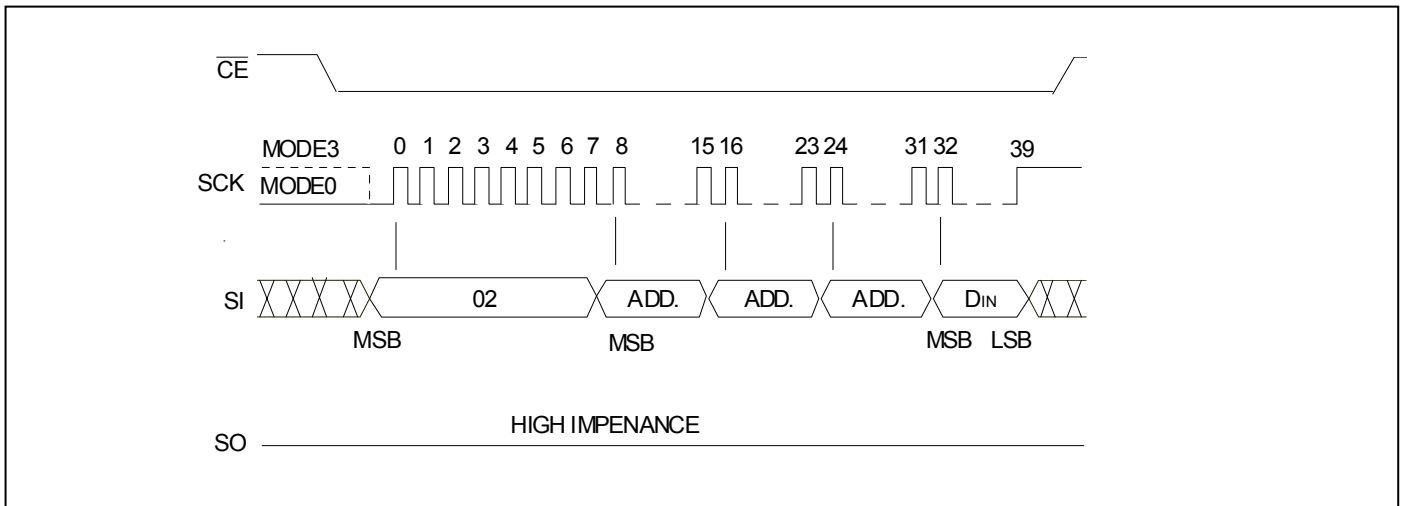 CE
MODE3 0 1 2 3 4 5 6 7 8 15 16 23 24 31 32 39
SCK MODE0
SI 02 ADD. ADD. ADD. DIN
MSB MSB MSB LSB
HIGH IMPENANCE
SO